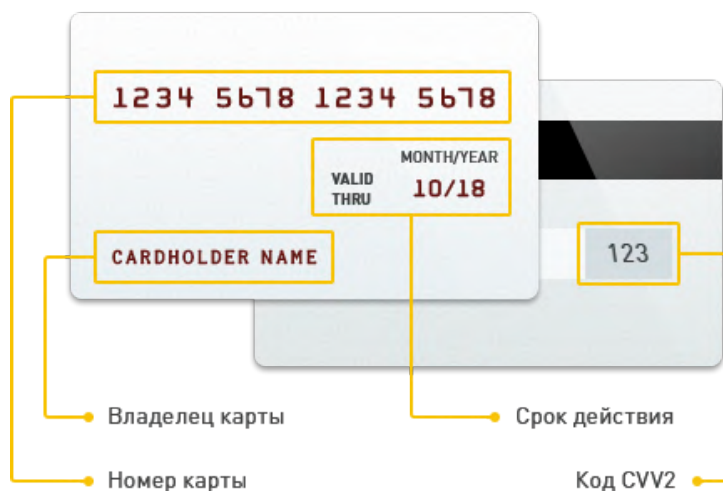 1234 5678 1234 5678
MONTH/YEAR
VALID
THRU
10/18
CARDHOLDER NAME
123
Владелец карты
Срок действия
Номер карты
Код CVV2